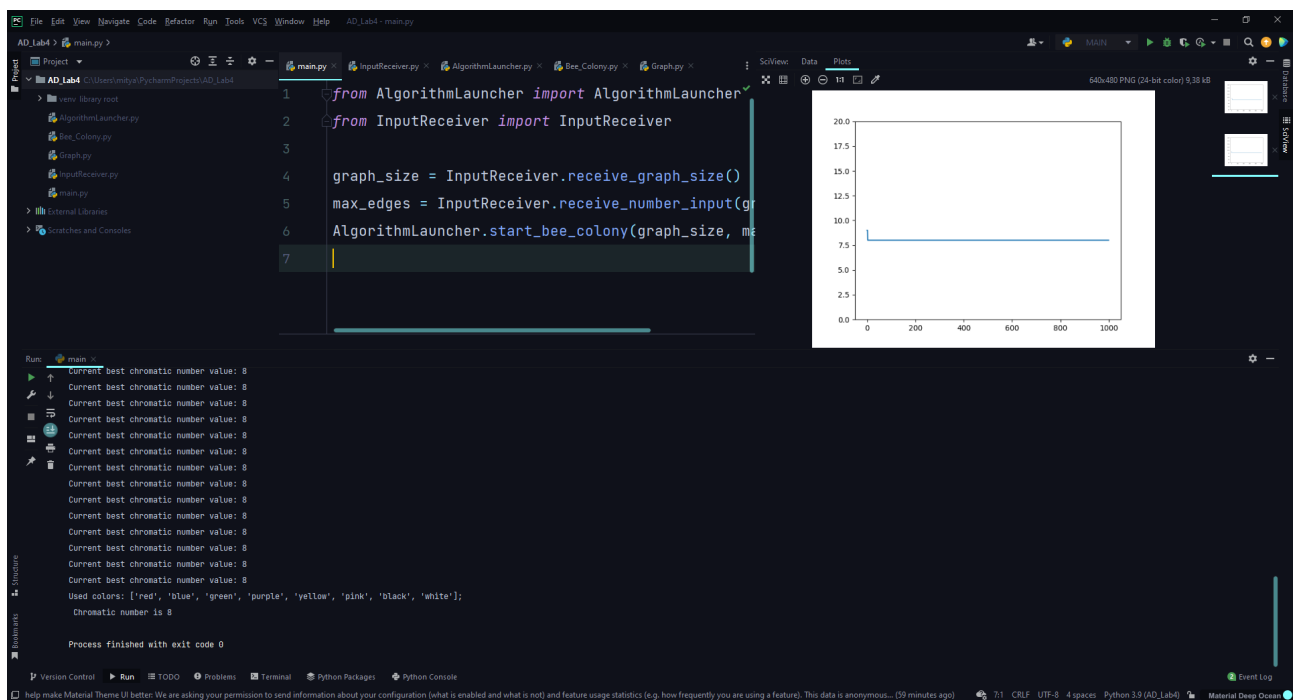 PC File Edit View Navigate Code Refactor Run Tools VCS Window Help AD_Lab4 - main.py
AD_Lab4 > main.py >
MAIN
Project
Project
main.py × InputReceiver.py × AlgorithmLauncher.py × Bee_Colony.py × Graph.py ×
SciView: Data Plots
AD_Lab4 C:\Users\mitya\PycharmProjects\AD_Lab4
venv library root
AlgorithmLauncher.py
Bee_Colony.py
Graph.py
InputReceiver.py
main.py
External Libraries
Scratches and Consoles
1 from AlgorithmLauncher import AlgorithmLauncher
2 from InputReceiver import InputReceiver
3
4 graph_size = InputReceiver.receive_graph_size()
5 max_edges = InputReceiver.receive_number_input(gr
6 AlgorithmLauncher.start_bee_colony(graph_size, ma
7
1:1
640x480 PNG (24-bit color) 9,38 kB
20.0
17.5
15.0
12.5
10.0
7.5
5.0
2.5
0.0
0 200 400 600 800 1000
Database
SciView
Run: main ×
Current best chromatic number value: 8
Current best chromatic number value: 8
Current best chromatic number value: 8
Current best chromatic number value: 8
Current best chromatic number value: 8
Current best chromatic number value: 8
Current best chromatic number value: 8
Current best chromatic number value: 8
Current best chromatic number value: 8
Current best chromatic number value: 8
Current best chromatic number value: 8
Current best chromatic number value: 8
Current best chromatic number value: 8
Current best chromatic number value: 8
Used colors: ['red', 'blue', 'green', 'purple', 'yellow', 'pink', 'black', 'white'];
Chromatic number is 8
Process finished with exit code 0
Structure
Bookmarks
Version Control Run TODO Problems Terminal Python Packages Python Console
2 Event Log
help make Material Theme UI better: We are asking your permission to send information about your configuration (what is enabled and what is not) and feature usage statistics (e.g. how frequently you are using a feature). This data is anonymous... (59 minutes ago)
7:1 CRLF UTF-8 4 spaces Python 3.9 (AD_Lab4) Material Deep Ocean